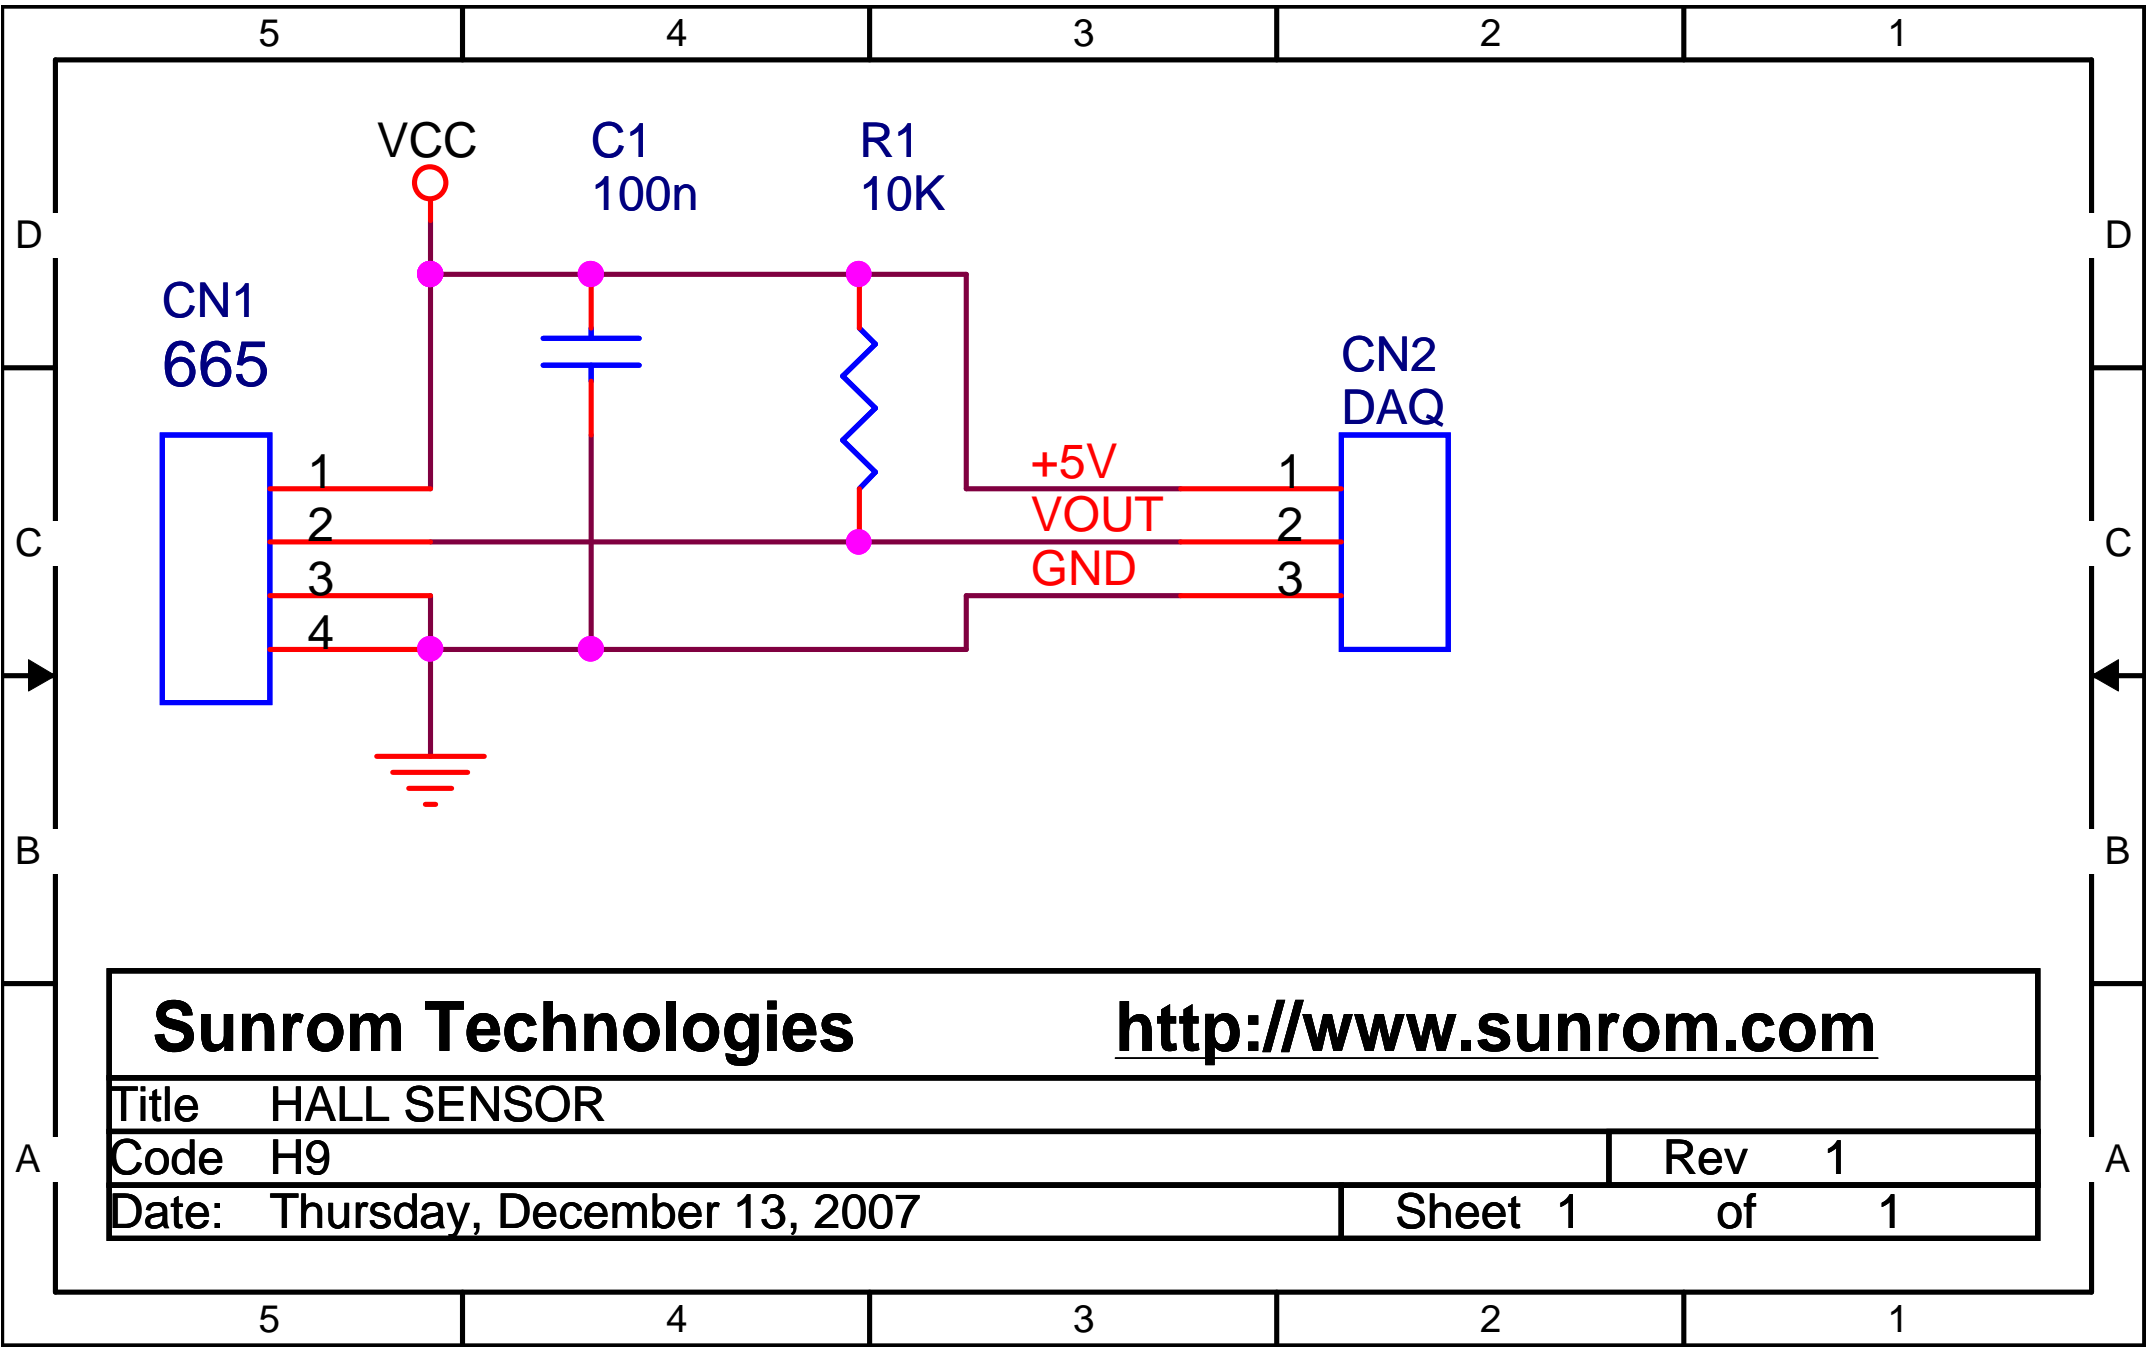 5 4 3 2 1
VCC C1 R1
100n 10K
D D
CN1
665
CN2
DAQ
1 +5V 1
2 VOUT 2
C C
3 GND 3
4
B B
Sunrom Technologies http://www.sunrom.com
Title HALL SENSOR
Code H9 Rev 1
A A
Date: Thursday, December 13, 2007 Sheet 1 of 1
5 4 3 2 1